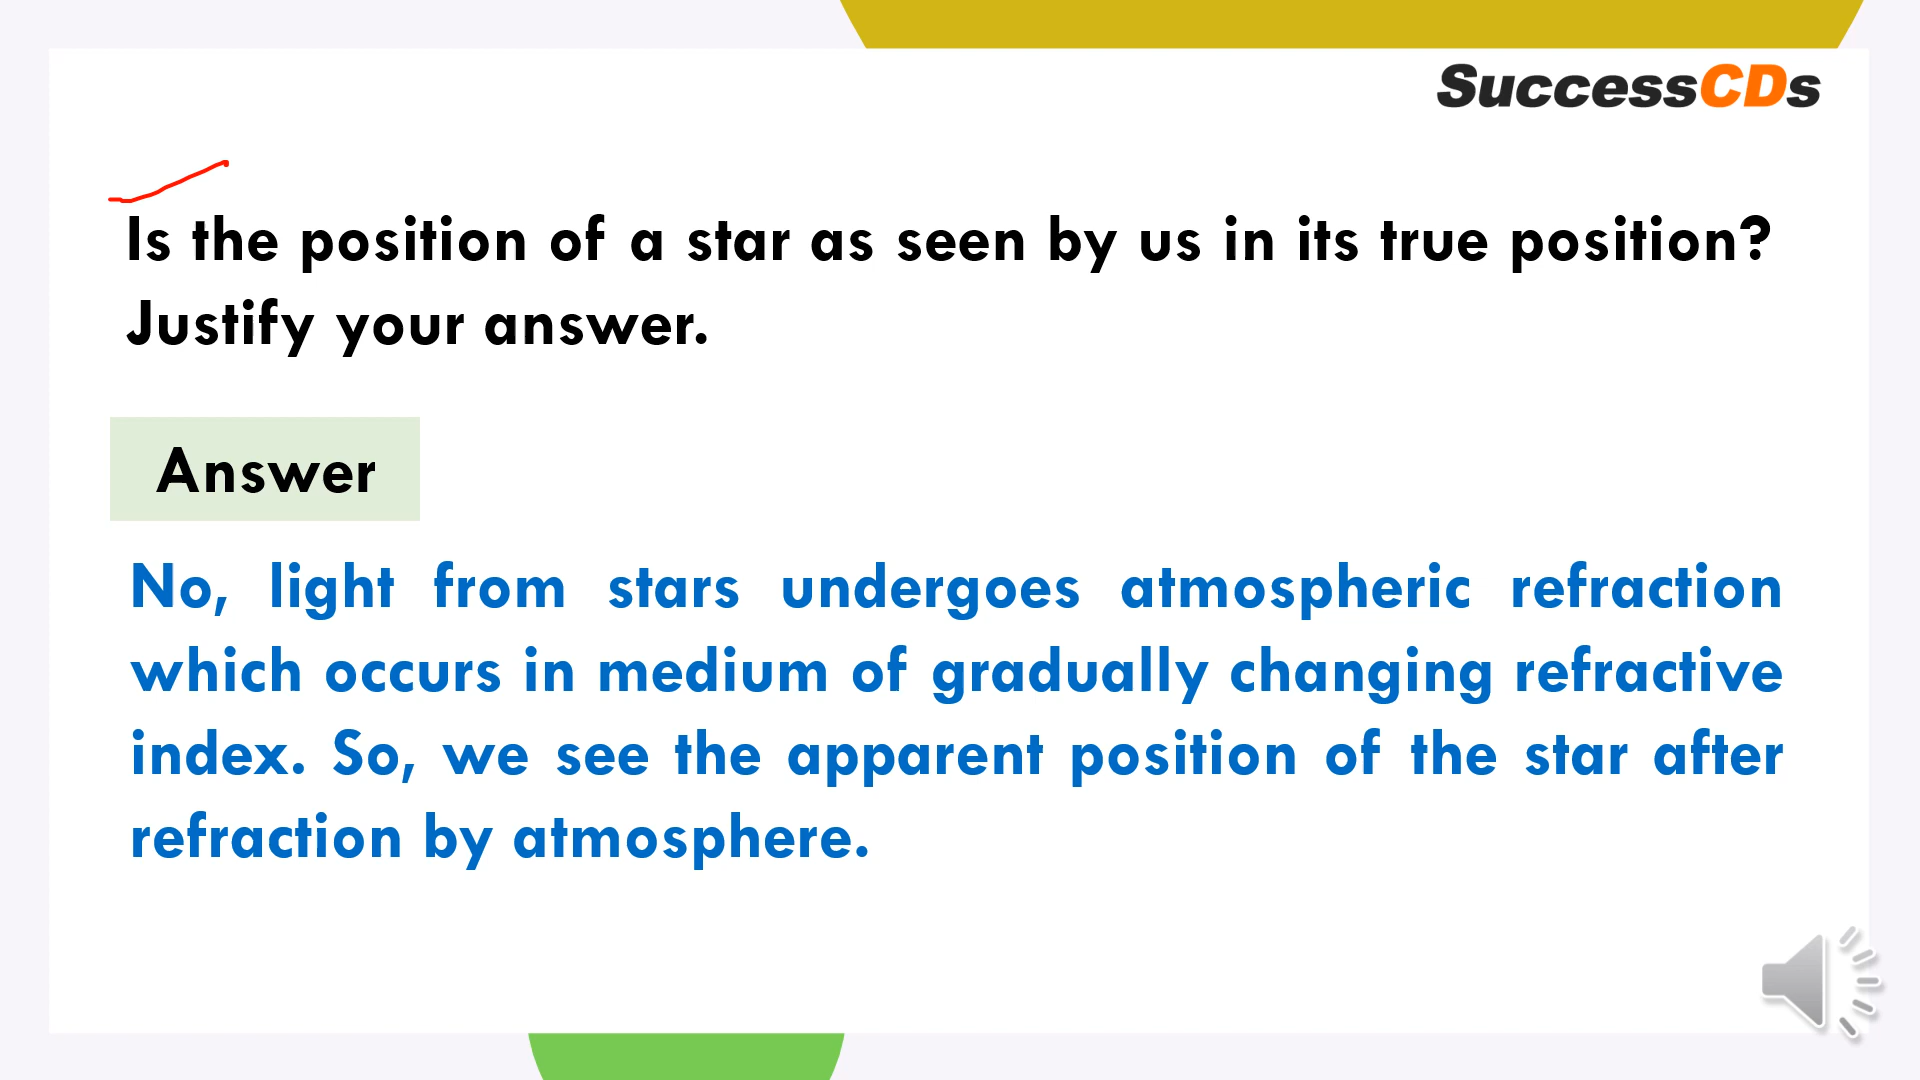 SuccessCDs
Is the position of a star as seen by us in its true position?
Justify your answer.
Answer
No, light from stars undergoes atmospheric refraction
which occurs in medium of gradually changing refractive
index. So, we see the apparent position of the star after
refraction by atmosphere.